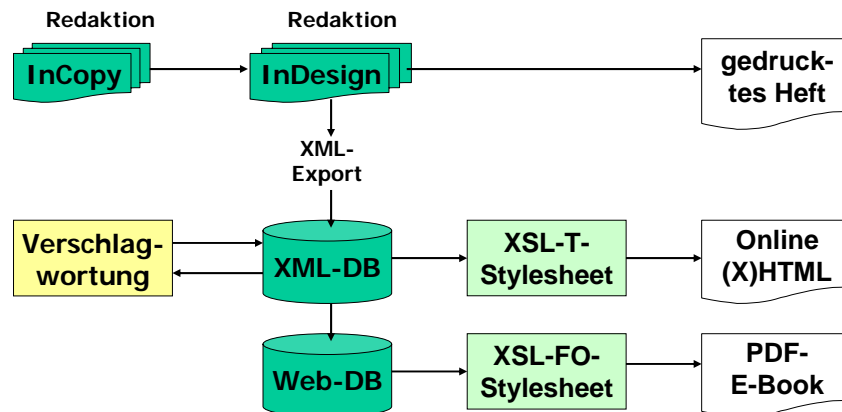 Redaktion
Redaktion
InCopy
InDesign
gedruck-
tes Heft
XML-
Export
Verschlag-
wortung
XML-DB
XSL-T-
Stylesheet
Online
(X)HTML
Web-DB
XSL-FO-
Stylesheet
PDF-
E-Book